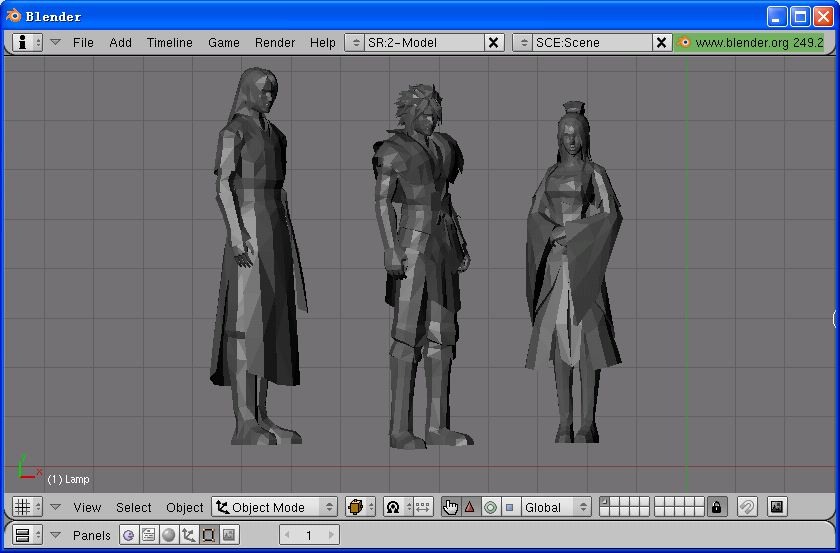 Blender
File Add Timeline Game Render Help SR:2-Model SCE:Scene www.blender.org 249.2
x
(1) Lamp
View Select Object Object Mode Global
Panels 1